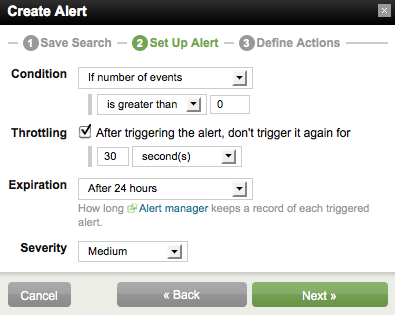 Create Alert
1 Save Search 2 Set Up Alert 3 Define Actions
Condition If number of events
is greater than 0
Throttling After triggering the alert, don't trigger it again for
30 second(s)
Expiration After 24 hours
How long Alert manager keeps a record of each triggered
alert.
Severity Medium
Cancel « Back Next »